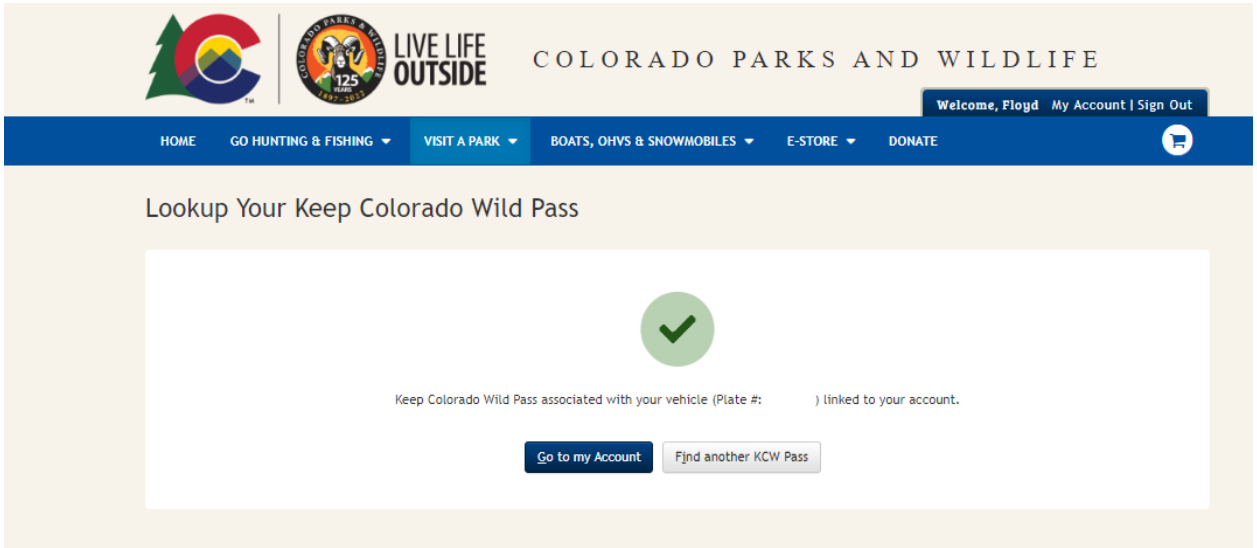 COLORADO PARKS & WILDLIFE
125
YEARS
1897-2022
TM
LIVE LIFE
OUTSIDE
COLORADO PARKS AND WILDLIFE
Welcome, Floyd My Account | Sign Out
HOME GO HUNTING & FISHING VISIT A PARK BOATS, OHVS & SNOWMOBILES E-STORE DONATE
Lookup Your Keep Colorado Wild Pass
Keep Colorado Wild Pass associated with your vehicle (Plate #: ) linked to your account.
Go to my Account Find another KCW Pass